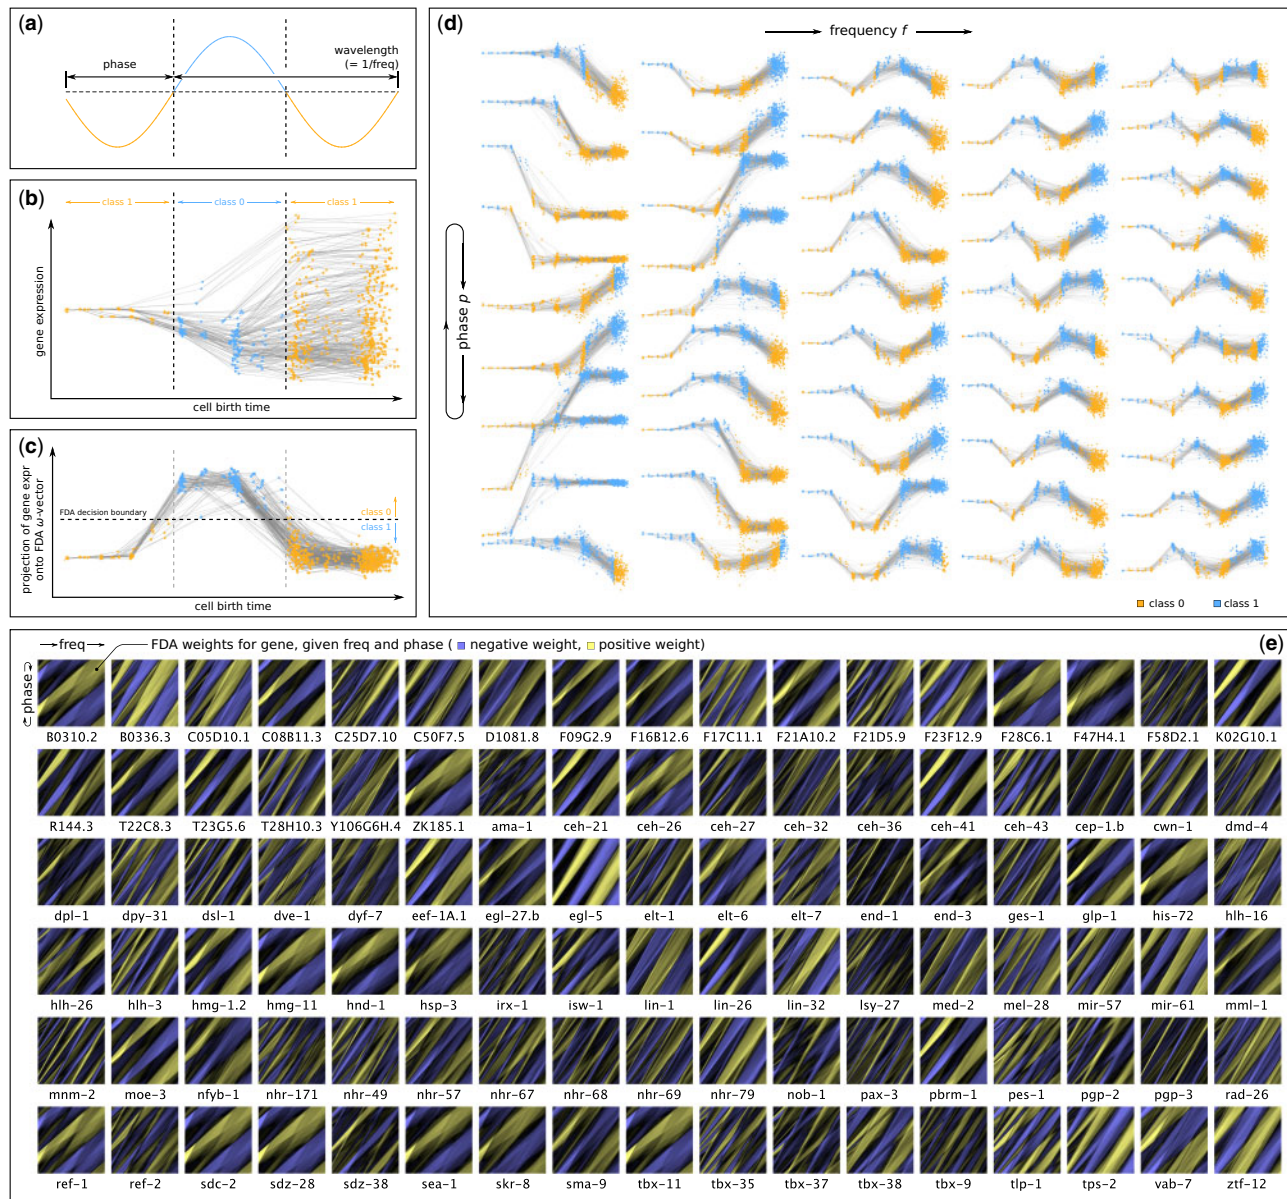 (a)
phase
wavelength
(= 1/freq)
(b)
class 1
class 0
class 1
gene expression
cell birth time
(c)
FDA decision boundary
class 0
class 1
projection of gene expr
onto FDA ω-vector
cell birth time
(d)
frequency f
phase p
class 0
class 1
(e)
freq
FDA weights for gene, given freq and phase ( negative weight, positive weight)
phase
B0310.2 B0336.3 C05D10.1 C08B11.3 C25D7.10 C50F7.5 D1081.8 F09G2.9 F16B12.6 F17C11.1 F21A10.2 F21D5.9 F23F12.9 F28C6.1 F47H4.1 F58D2.1 K02G10.1
R144.3 T22C8.3 T23G5.6 T28H10.3 Y106G6H.4 ZK185.1 ama-1 ceh-21 ceh-26 ceh-27 ceh-32 ceh-36 ceh-41 ceh-43 cep-1.b cwn-1 dmd-4
dpl-1 dpy-31 dsl-1 dve-1 dyf-7 eef-1A.1 egl-27.b egl-5 elt-1 elt-6 elt-7 end-1 end-3 ges-1 glp-1 his-72 hlh-16
hlh-26 hlh-3 hmg-1.2 hmg-11 hnd-1 hsp-3 irx-1 isw-1 lin-1 lin-26 lin-32 lsy-27 med-2 mel-28 mir-57 mir-61 mml-1
mnm-2 moe-3 nfyb-1 nhr-171 nhr-49 nhr-57 nhr-67 nhr-68 nhr-69 nhr-79 nob-1 pax-3 pbrm-1 pes-1 pgp-2 pgp-3 rad-26
ref-1 ref-2 sdc-2 sdz-28 sdz-38 sea-1 skr-8 sma-9 tbx-11 tbx-35 tbx-37 tbx-38 tbx-9 tlp-1 tps-2 vab-7 ztf-12